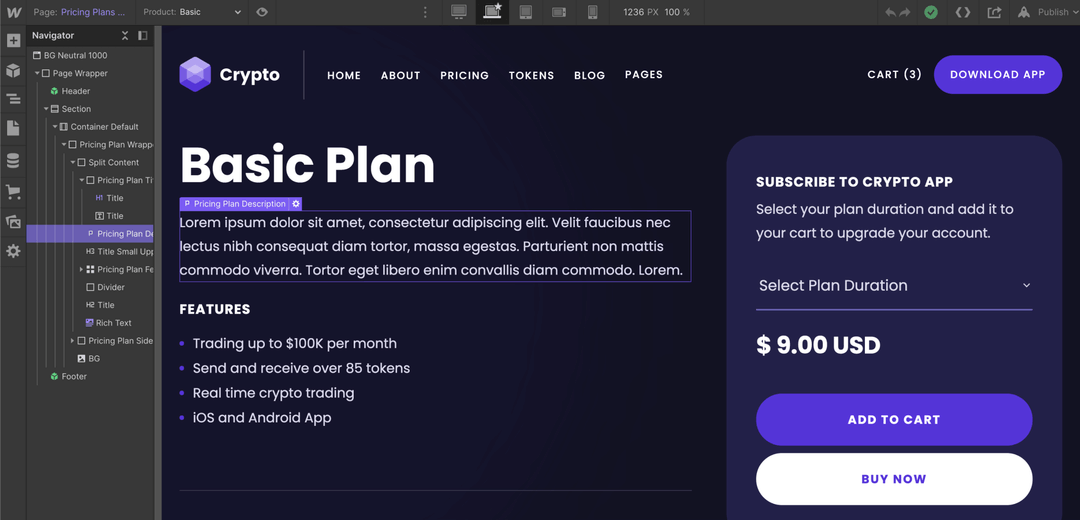 Page: Pricing Plans ...
Product: Basic
1236 PX 100 %
Publish
Navigator
BG Neutral 1000
Page Wrapper
Header
Section
Container Default
Pricing Plan Wrapp
Split Content
Pricing Plan Ti
H1 Title
Title
Pricing Plan De
H3 Title Small Upp
Pricing Plan Fe
Divider
H2 Title
Rich Text
Pricing Plan Side
BG
Footer
Crypto
HOME
ABOUT
PRICING
TOKENS
BLOG
PAGES
CART (3)
DOWNLOAD APP
Basic Plan
P Pricing Plan Description
Lorem ipsum dolor sit amet, consectetur adipiscing elit. Velit faucibus nec
lectus nibh consequat diam tortor, massa egestas. Parturient non mattis
commodo viverra. Tortor eget libero enim convallis diam commodo. Lorem.
FEATURES
Trading up to $100K per month
Send and receive over 85 tokens
Real time crypto trading
iOS and Android App
SUBSCRIBE TO CRYPTO APP
Select your plan duration and add it to
your cart to upgrade your account.
Select Plan Duration
$ 9.00 USD
ADD TO CART
BUY NOW